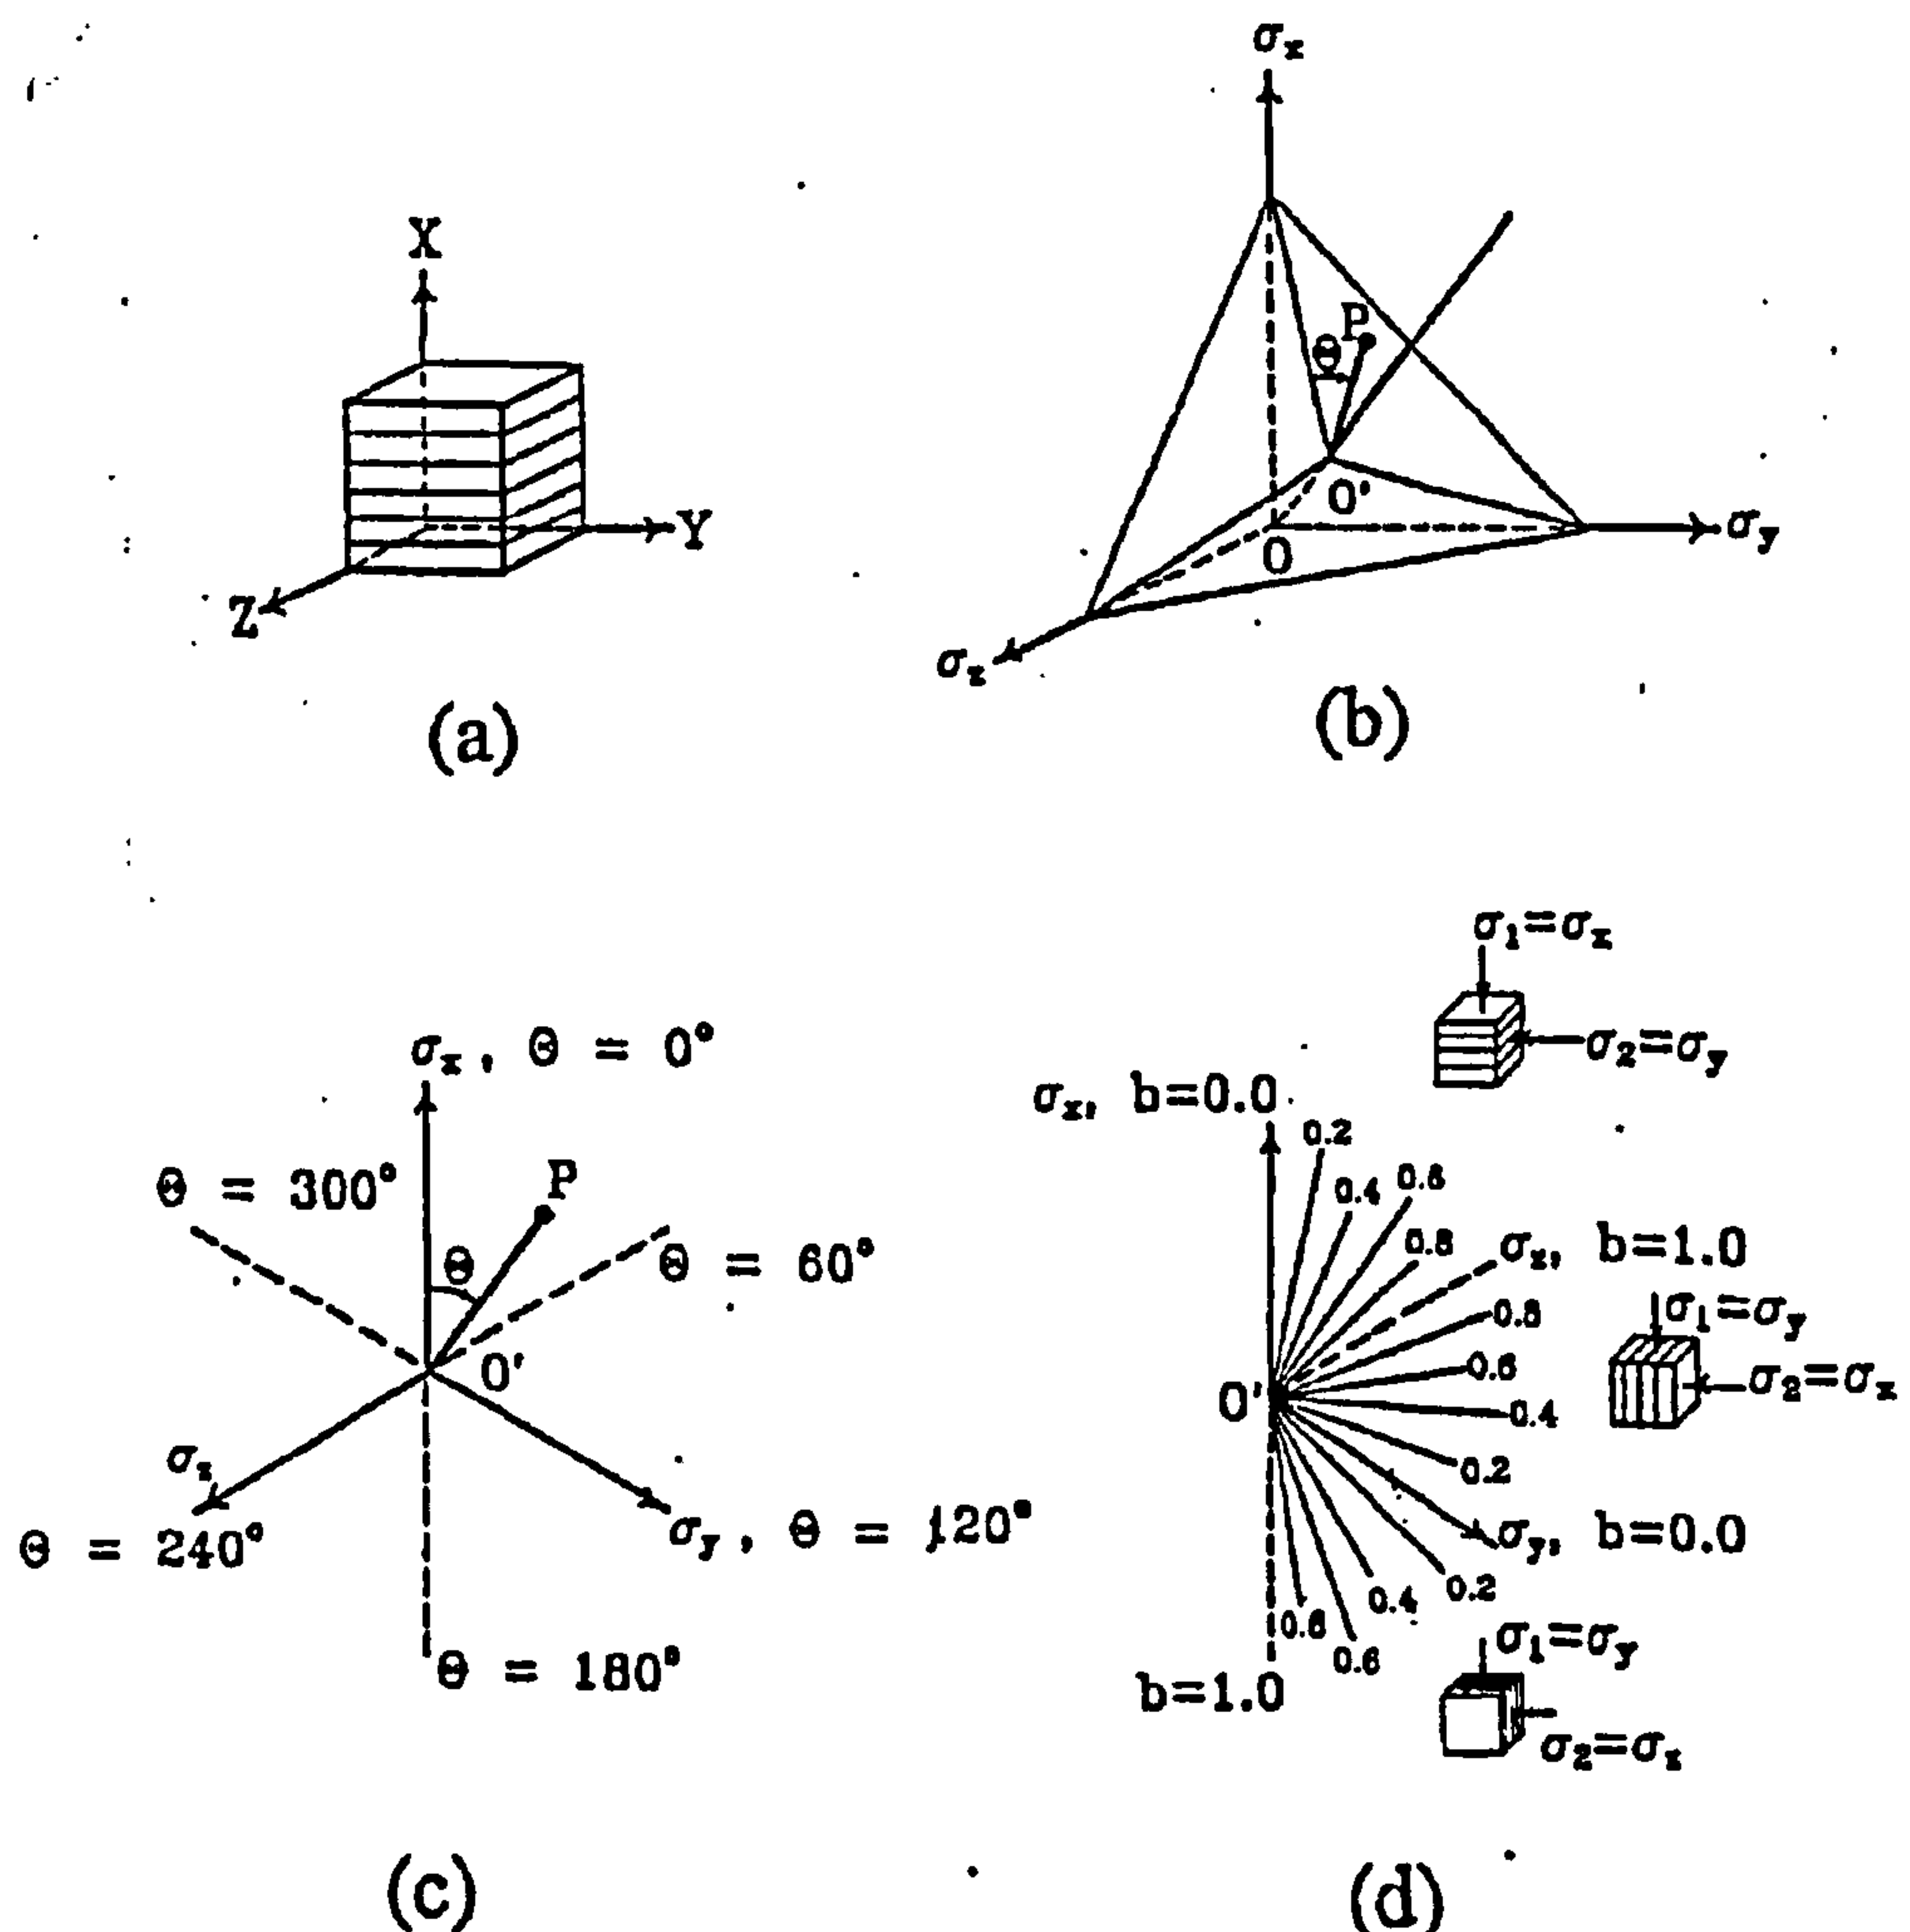 σx
X
P
Θ
O'
Y
O
σy
Z
σz
(a)
(b)
σ1=σx
σ2=σy
σx, Θ = 0°
σx, b=0.0
0.2
Θ = 300°
P
0.4
0.6
0.8
σz, b=1.0
Θ
Θ = 60°
0.8
σ1=σy
O'
0.6
σ2=σx
O'
0.4
σz
0.2
Θ = 240°
σy, Θ = 120°
σy, b=0.0
0.2
0.4
0.8
0.6
σ1=σy
Θ = 180°
b=1.0
σ2=σz
(c)
(d)